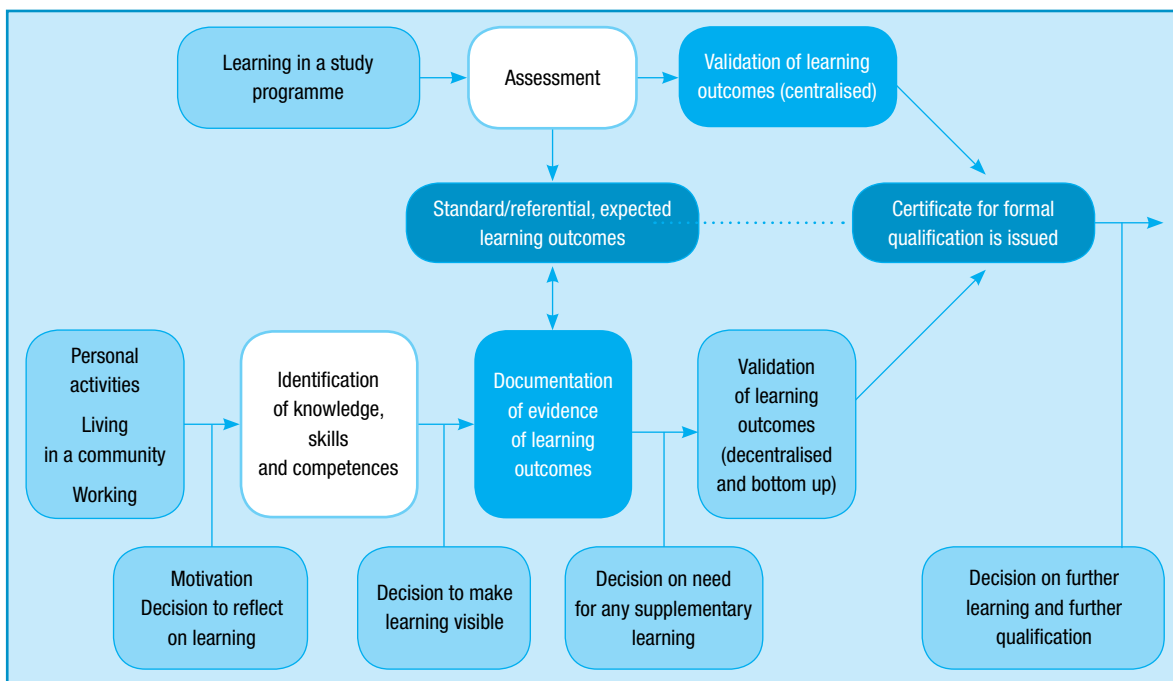 Learning in a study
programme
Assessment
Validation of learning
outcomes (centralised)
Standard/referential, expected
learning outcomes
Certificate for formal
qualification is issued
Personal
activities
Living
in a community
Working
Identification
of knowledge,
skills
and competences
Documentation
of evidence
of learning
outcomes
Validation
of learning
outcomes
(decentralised
and bottom up)
Motivation
Decision to reflect
on learning
Decision to make
learning visible
Decision on need
for any supplementary
learning
Decision on further
learning and further
qualification